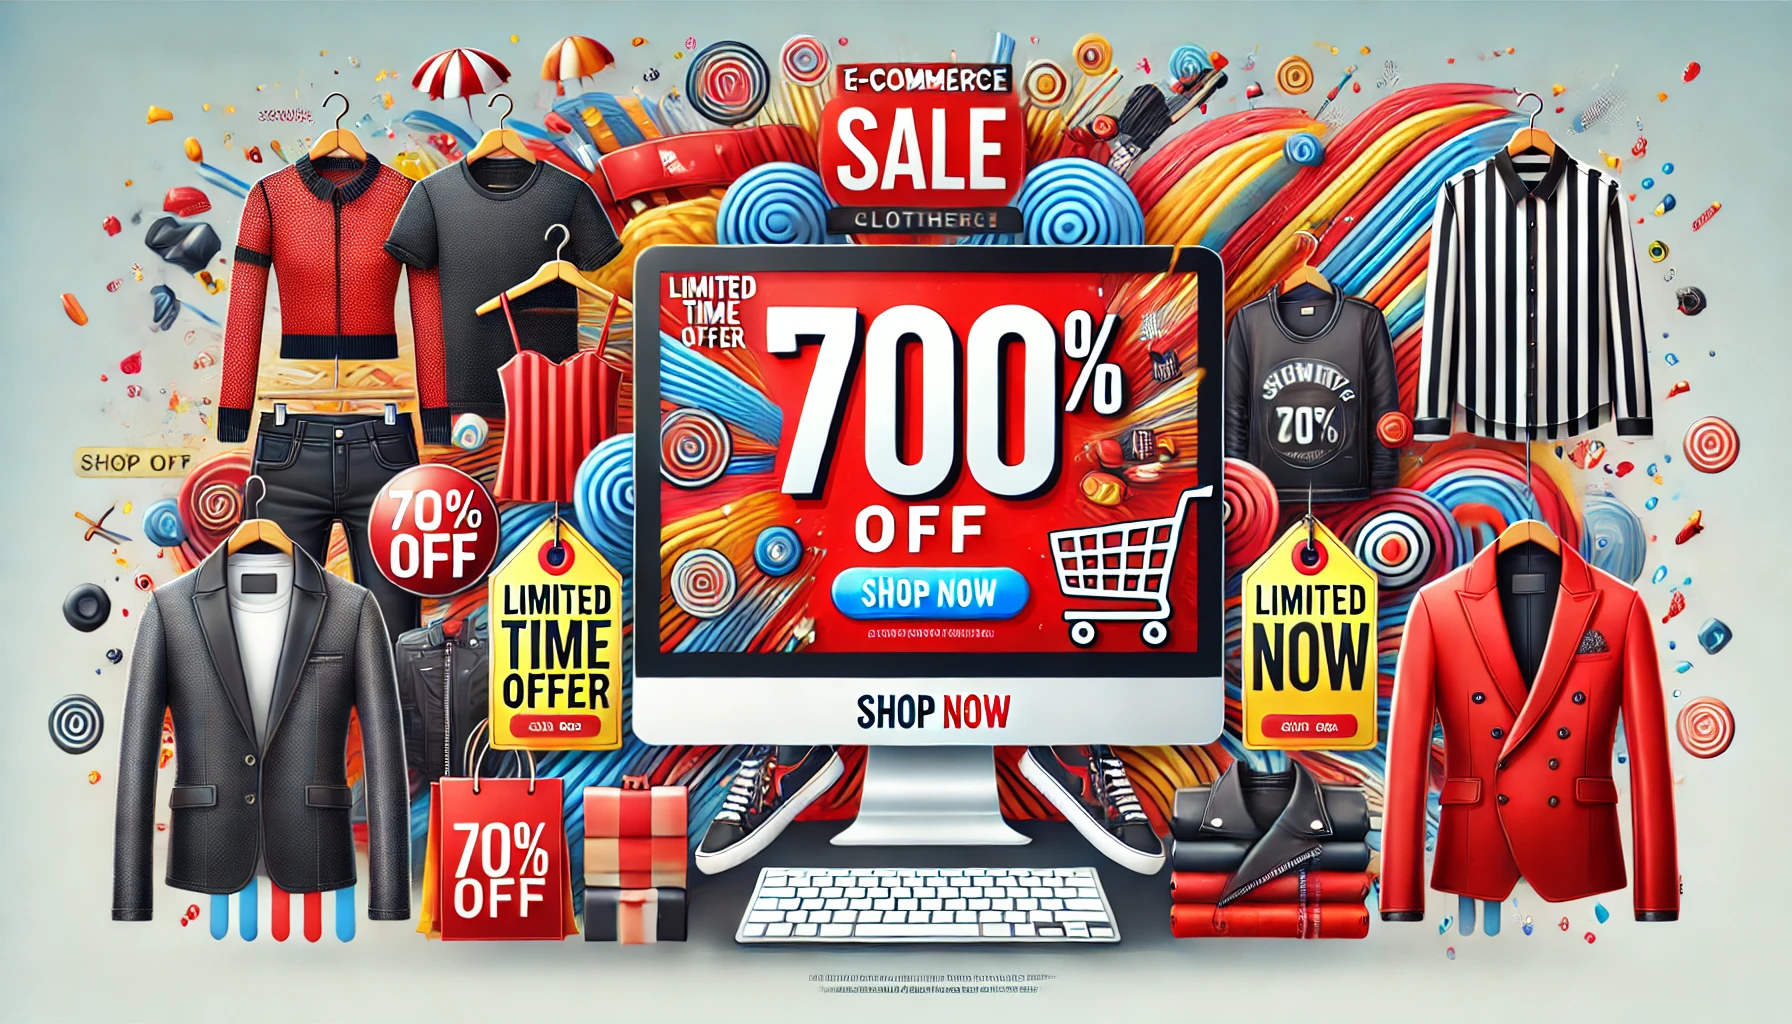 E-COMMERCE
SALE
CLOTIHERC
LIMITED
TIME
OFFER
700%
OFF
SHOP NOW
SHOP NOW
SHOP OFF
70%
OFF
LIMITED
TIME
OFFER
70%
OFF
70%
LIMITED
NOW